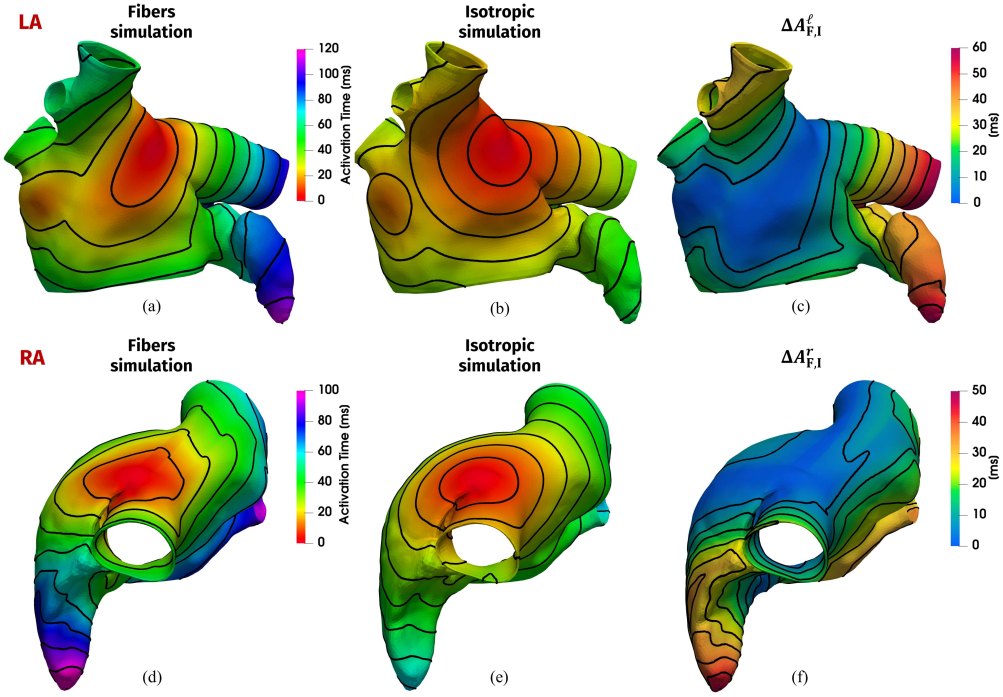 LA
Fibers
simulation
Isotropic
simulation
ΔA^ℓ_F,I
120
100
80
60
40
20
0
Activation Time (ms)
60
50
40
30
20
10
0
(ms)
(a)
(b)
(c)
RA
Fibers
simulation
Isotropic
simulation
ΔA^r_F,I
100
80
60
40
20
0
Activation Time (ms)
50
40
30
20
10
0
(ms)
(d)
(e)
(f)